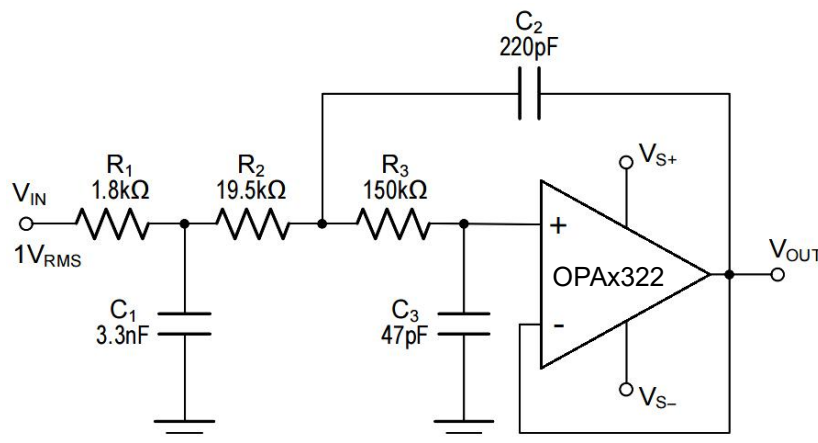 C2
220pF
R1
1.8kΩ
R2
19.5kΩ
R3
150kΩ
VS+
VIN
1VRMS
+
OPAx322
-
VOUT
C1
3.3nF
C3
47pF
VS–